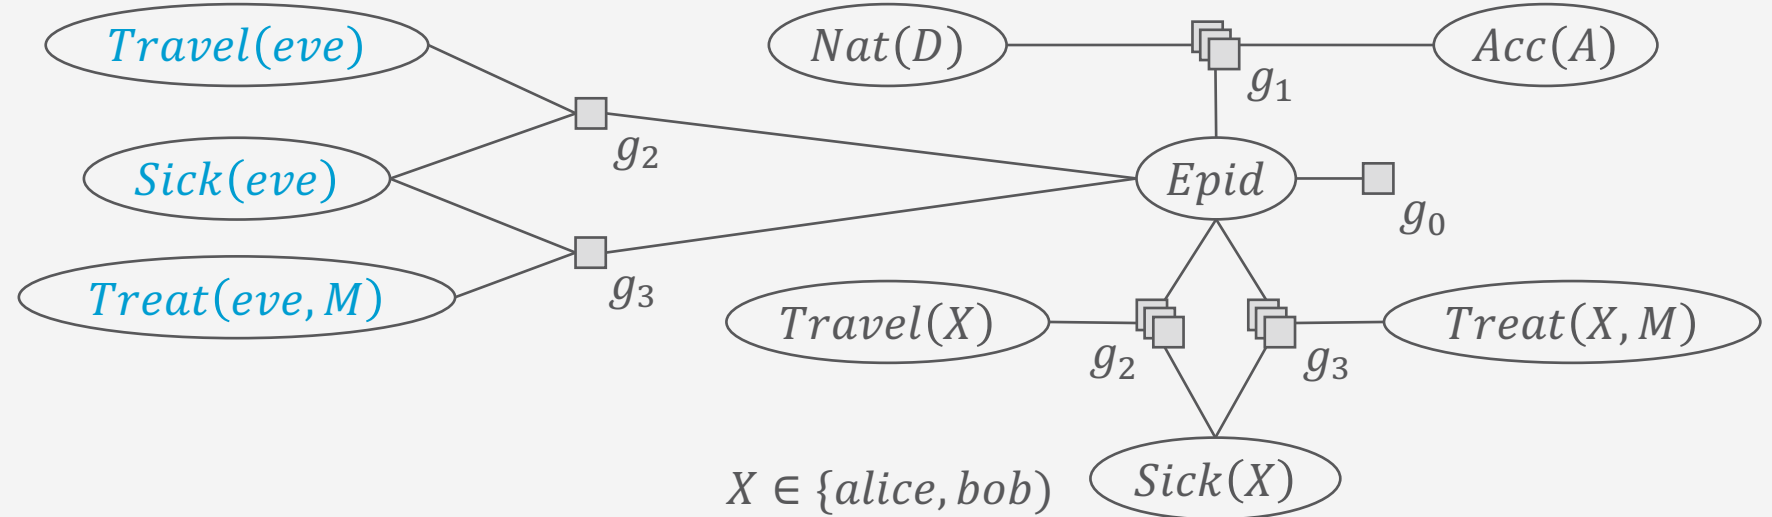 Travel(eve)
Nat(D)
Acc(A)
g₁
g₂
Sick(eve)
Epid
g₀
g₃
Treat(eve, M)
Travel(X)
g₂
g₃
Treat(X, M)
X ∈ {alice, bob)
Sick(X)